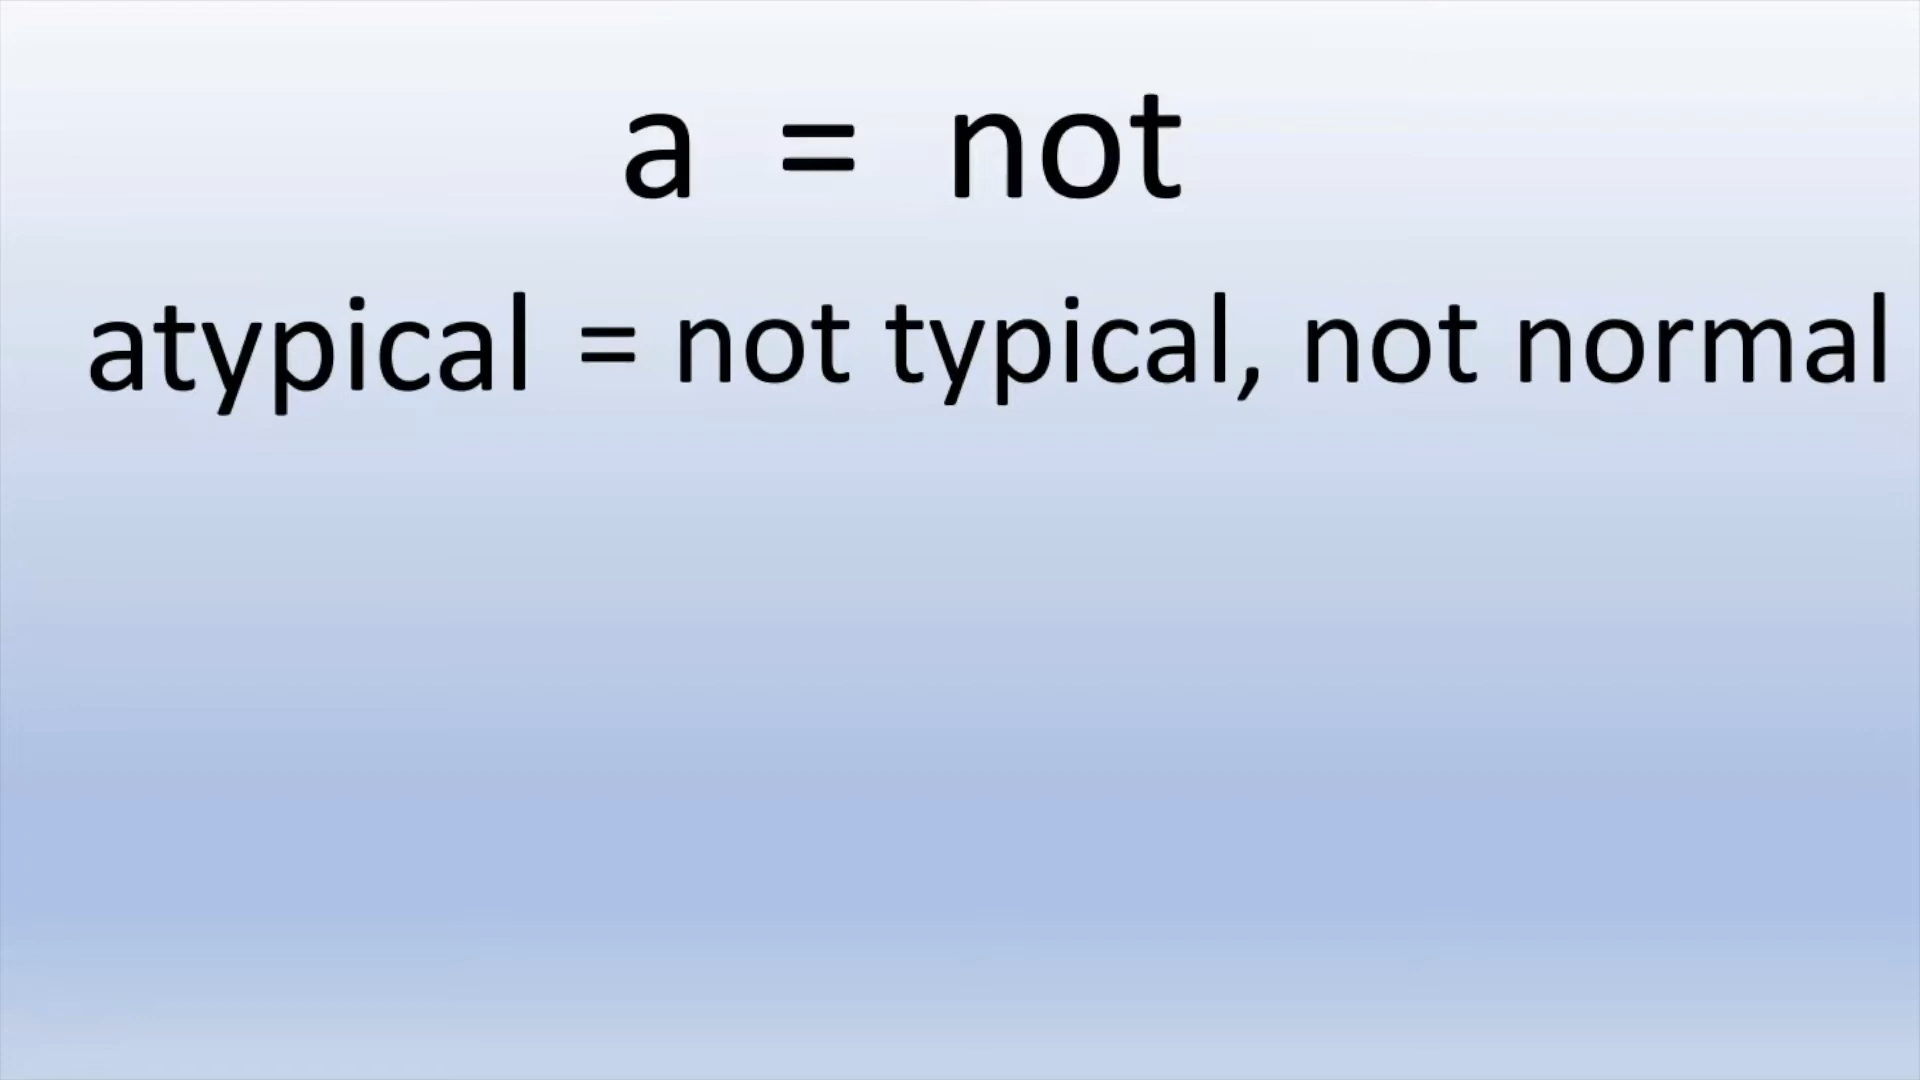 a = not
atypical = not typical, not normal